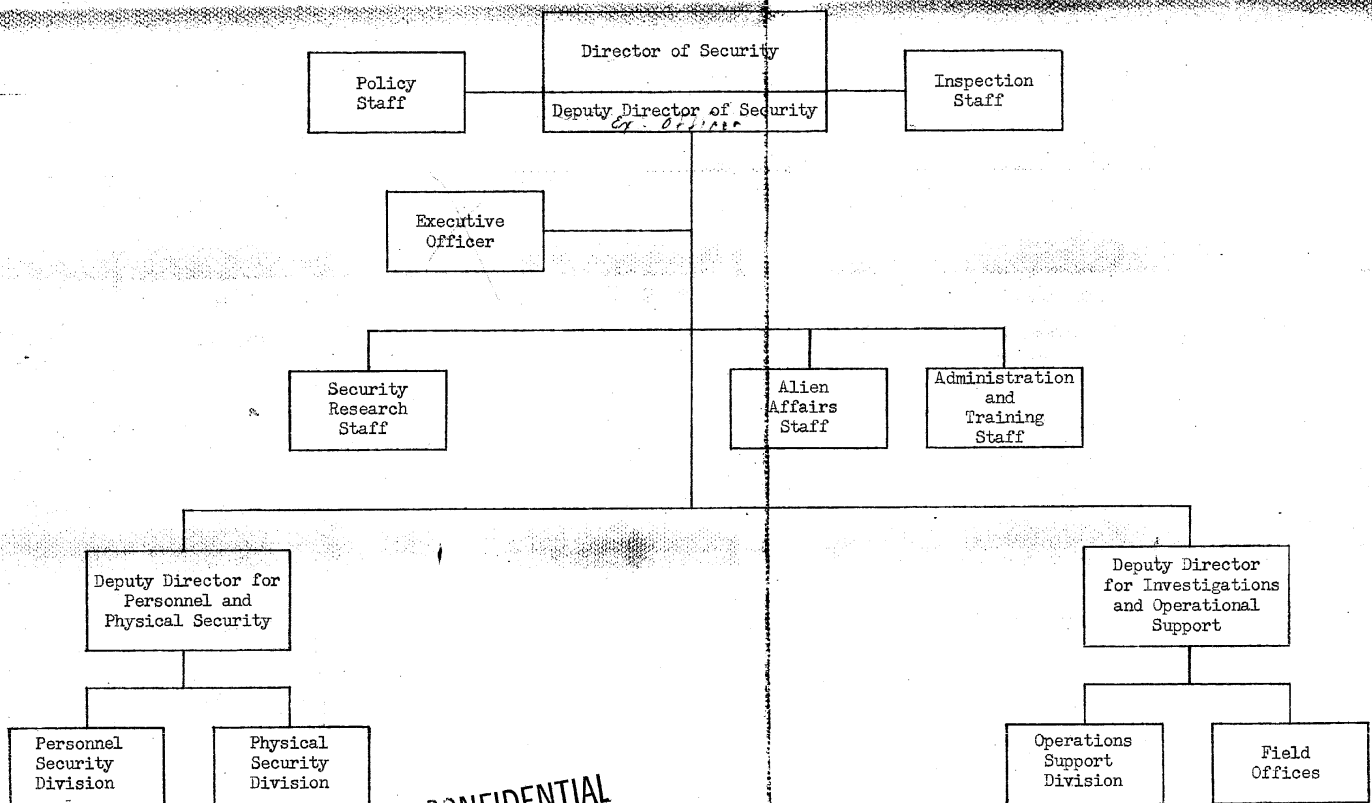 Director of Security
Policy
Staff
Inspection
Staff
Deputy Director of Security
Ex. Officer
Executive
Officer
Security
Research
Staff
Alien
Affairs
Staff
Administration
and
Training
Staff
Deputy Director for
Personnel and
Physical Security
Deputy Director
for Investigations
and Operational
Support
Personnel
Security
Division
Physical
Security
Division
Operations
Support
Division
Field
Offices
CONFIDENTIAL